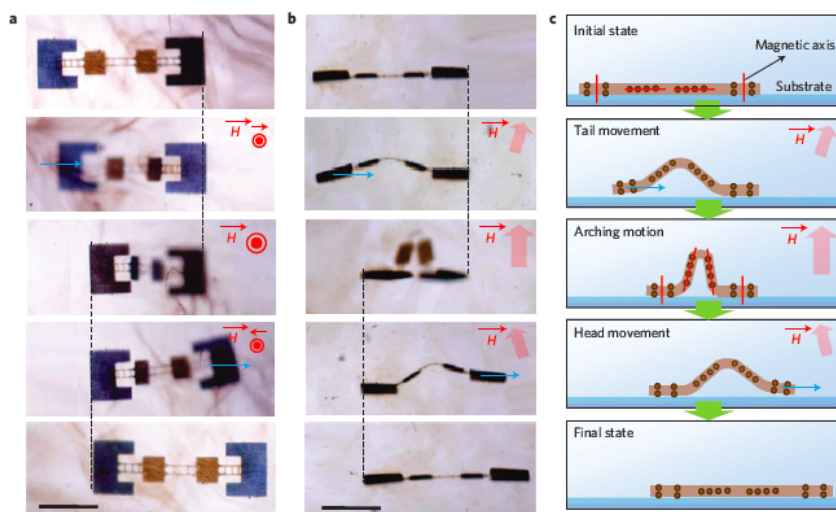 a
b
c
Initial state
Magnetic axis
Substrate
H
H
Tail movement
H
H
H
Arching motion
H
H
H
Head movement
H
Final state